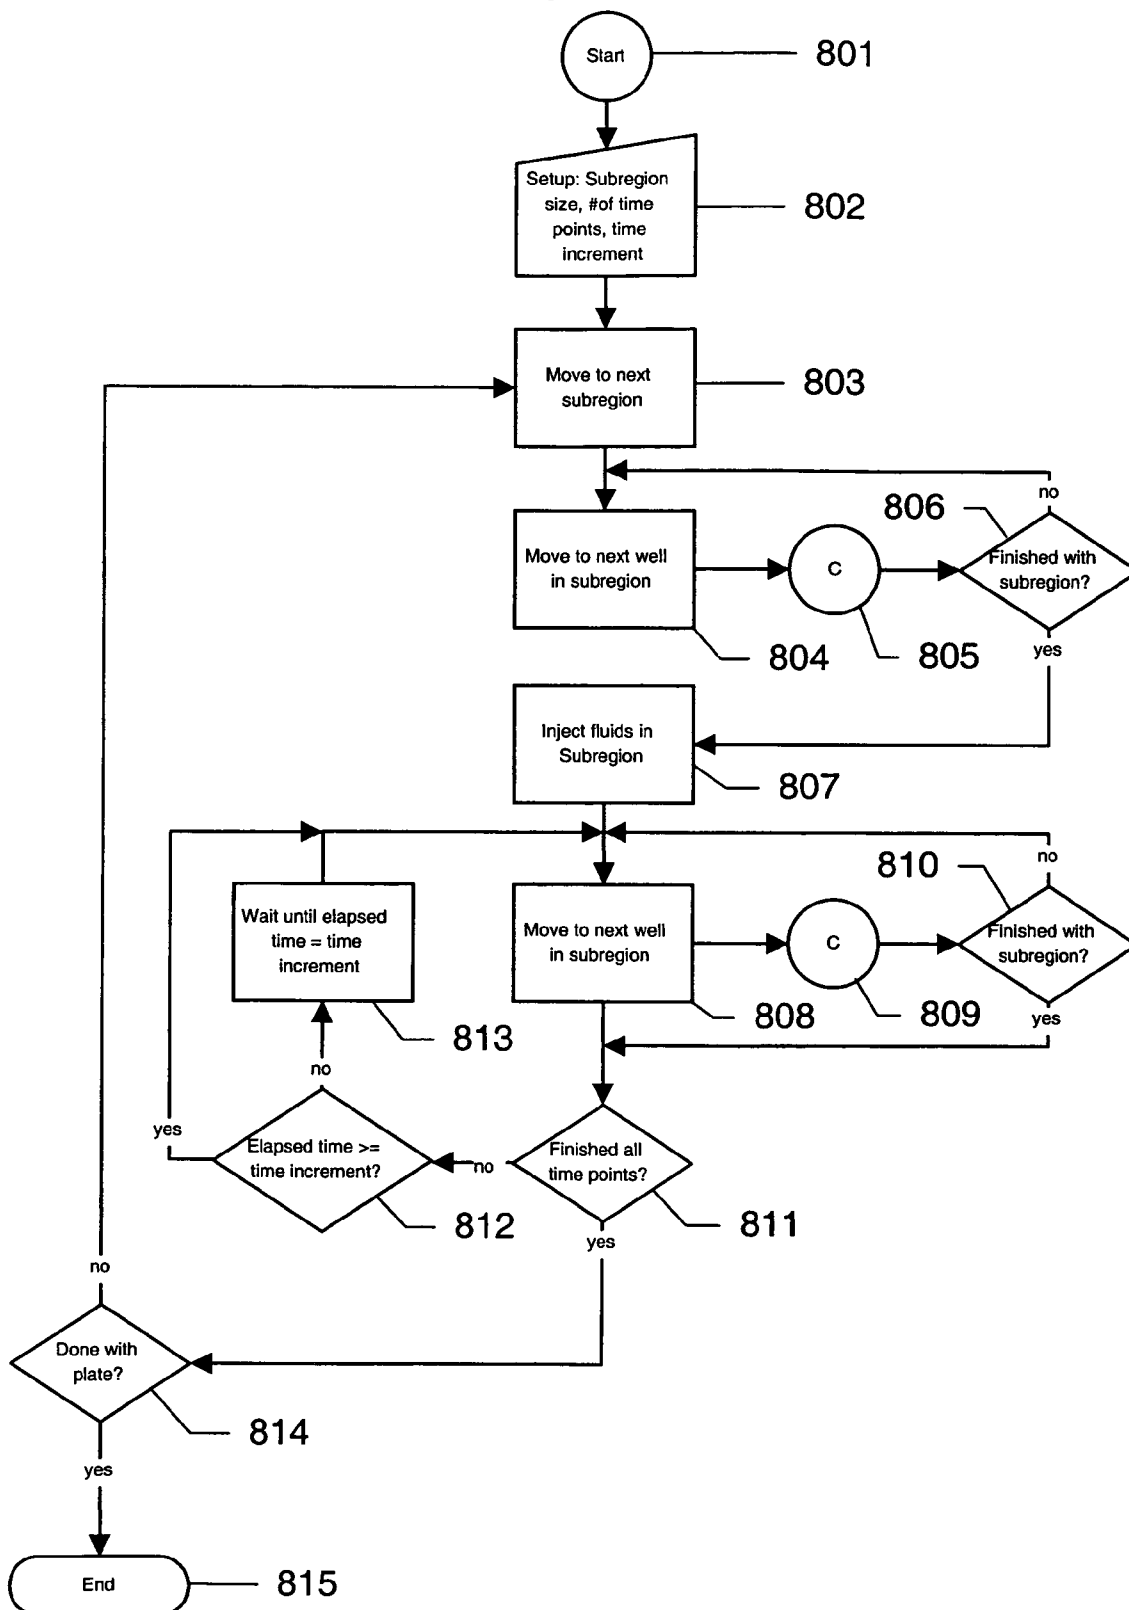 Start
801
Setup: Subregion
size, #of time
points, time
increment
802
Move to next
subregion
803
no
806
Finished with
subregion?
Move to next well
in subregion
C
804
805
yes
Inject fluids in
Subregion
807
no
810
Wait until elapsed
time = time
increment
Move to next well
in subregion
C
Finished with
subregion?
813
808
809
yes
no
yes
Elapsed time >=
time increment?
no
Finished all
time points?
812
811
yes
no
Done with
plate?
814
yes
End
815